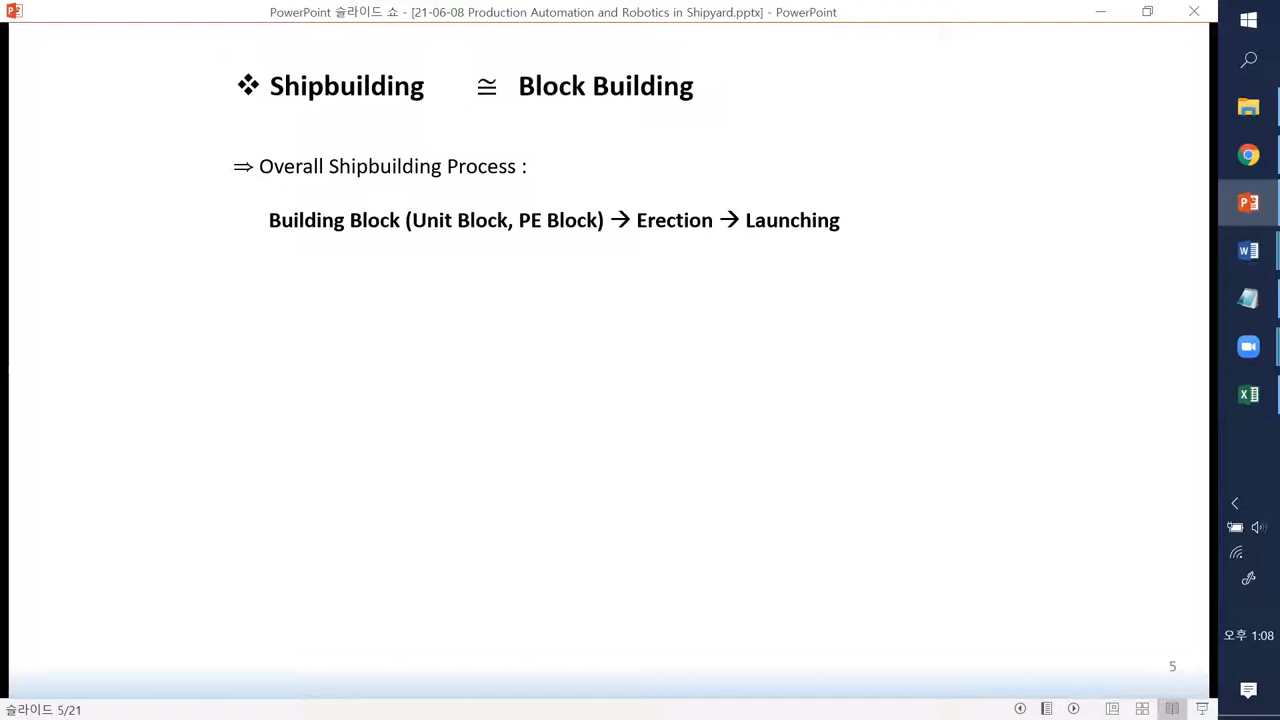 PowerPoint 슬라이드 쇼 - [21-06-08 Production Automation and Robotics in Shipyard.pptx] - PowerPoint
❖ Shipbuilding ≅ Block Building
⇒ Overall Shipbuilding Process :
Building Block (Unit Block, PE Block) → Erection → Launching
오후 1:08
5
슬라이드 5/21